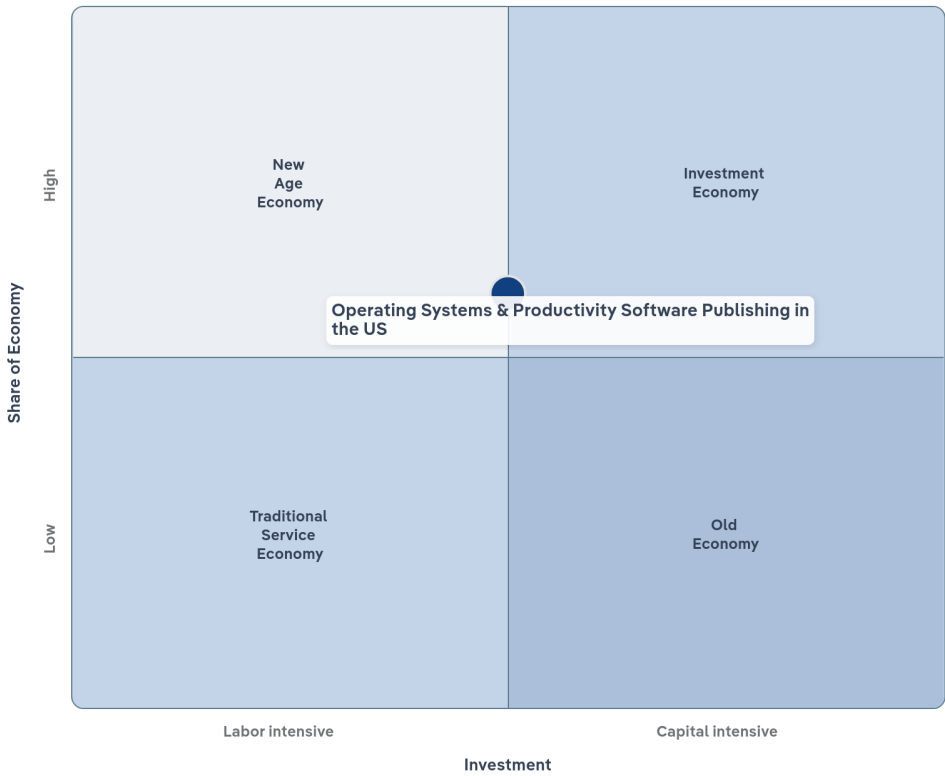 High
New
Age
Economy
Investment
Economy
Operating Systems & Productivity Software Publishing in
the US
Share of Economy
Low
Traditional
Service
Economy
Old
Economy
Labor intensive
Capital intensive
Investment